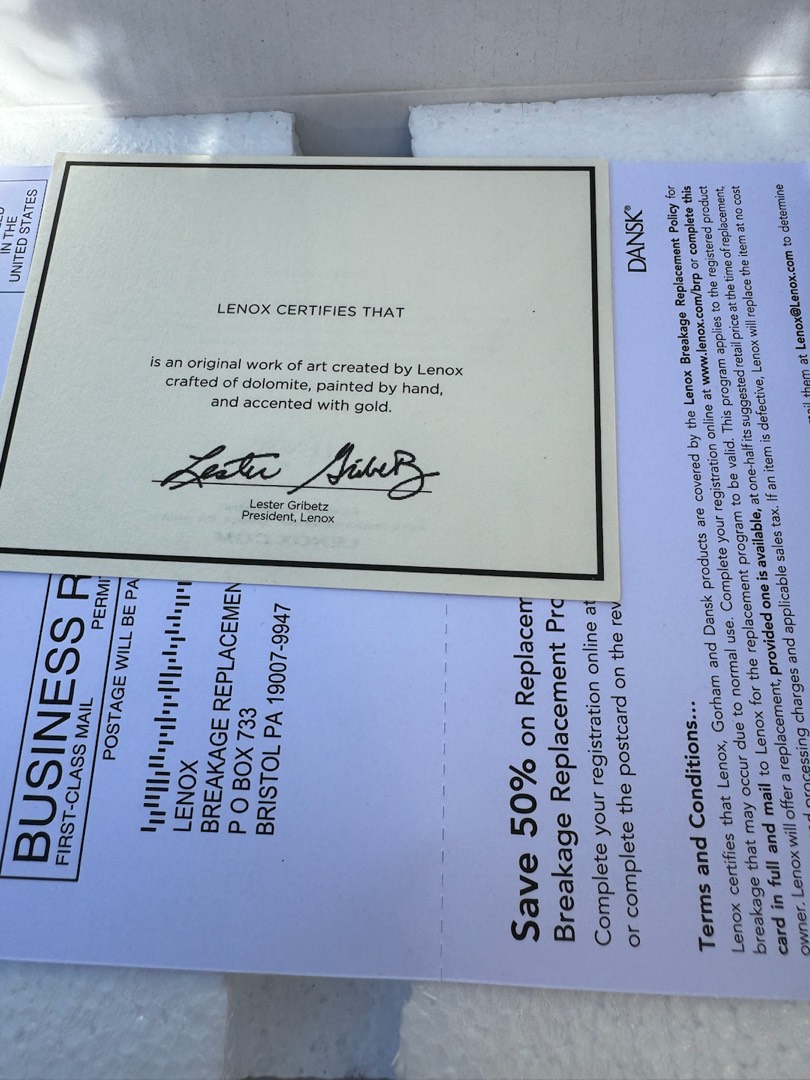 LENOX CERTIFIES THAT
is an original work of art created by Lenox
crafted of dolomite, painted by hand,
and accented with gold.
Lester Gribetz
Lester Gribetz
President, Lenox
IN THE
UNITED STATES
BUSINESS R
FIRST-CLASS MAIL
PERMI
POSTAGE WILL BE PA
LENOX
BREAKAGE REPLACEMEN
P O BOX 733
BRISTOL PA 19007-9947
Save 50% on Replacem
Breakage Replacement Pro
Complete your registration online at
or complete the postcard on the rev
DANSK®
Terms and Conditions...
Lenox certifies that Lenox, Gorham and Dansk products are covered by the Lenox Breakage Replacement Policy for
breakage that may occur due to normal use. Complete your registration online at www.lenox.com/brp or complete this
card in full and mail to Lenox for the replacement program to be valid. This program applies to the registered product
owner. Lenox will offer a replacement, provided one is available, at one-half its suggested retail price at the time of replacement,
processing charges and applicable sales tax. If an item is defective, Lenox will replace the item at no cost
them at Lenox@Lenox.com to determine